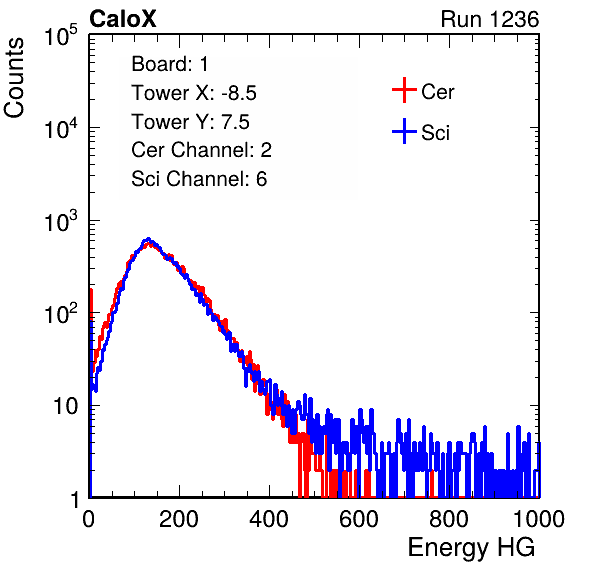 CaloX Run 1236
Counts
10^5
10^4
10^3
10^2
10
1
Board: 1
Tower X: -8.5
Tower Y: 7.5
Cer Channel: 2
Sci Channel: 6
Cer
Sci
0 200 400 600 800 1000
Energy HG